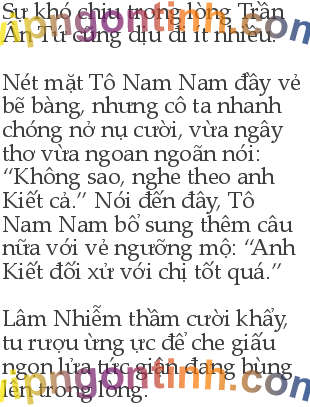 Sự khó chịu trong lòng Trần
Ân Tứ cũng dịu đi ít nhiều.
Nét mặt Tô Nam Nam đầy vẻ
bẽ bàng, nhưng cô ta nhanh
chóng nở nụ cười, vừa ngây
thơ vừa ngoan ngoãn nói:
“Không sao, nghe theo anh
Kiết cả.” Nói đến đây, Tô
Nam Nam bổ sung thêm câu
nữa với vẻ ngưỡng mộ: “Anh
Kiết đối xử với chị tốt quá.”
Lâm Nhiễm thầm cười khẩy,
tu rượu ừng ực để che giấu
ngọn lửa tức giận đang bùng
lên trong lòng.